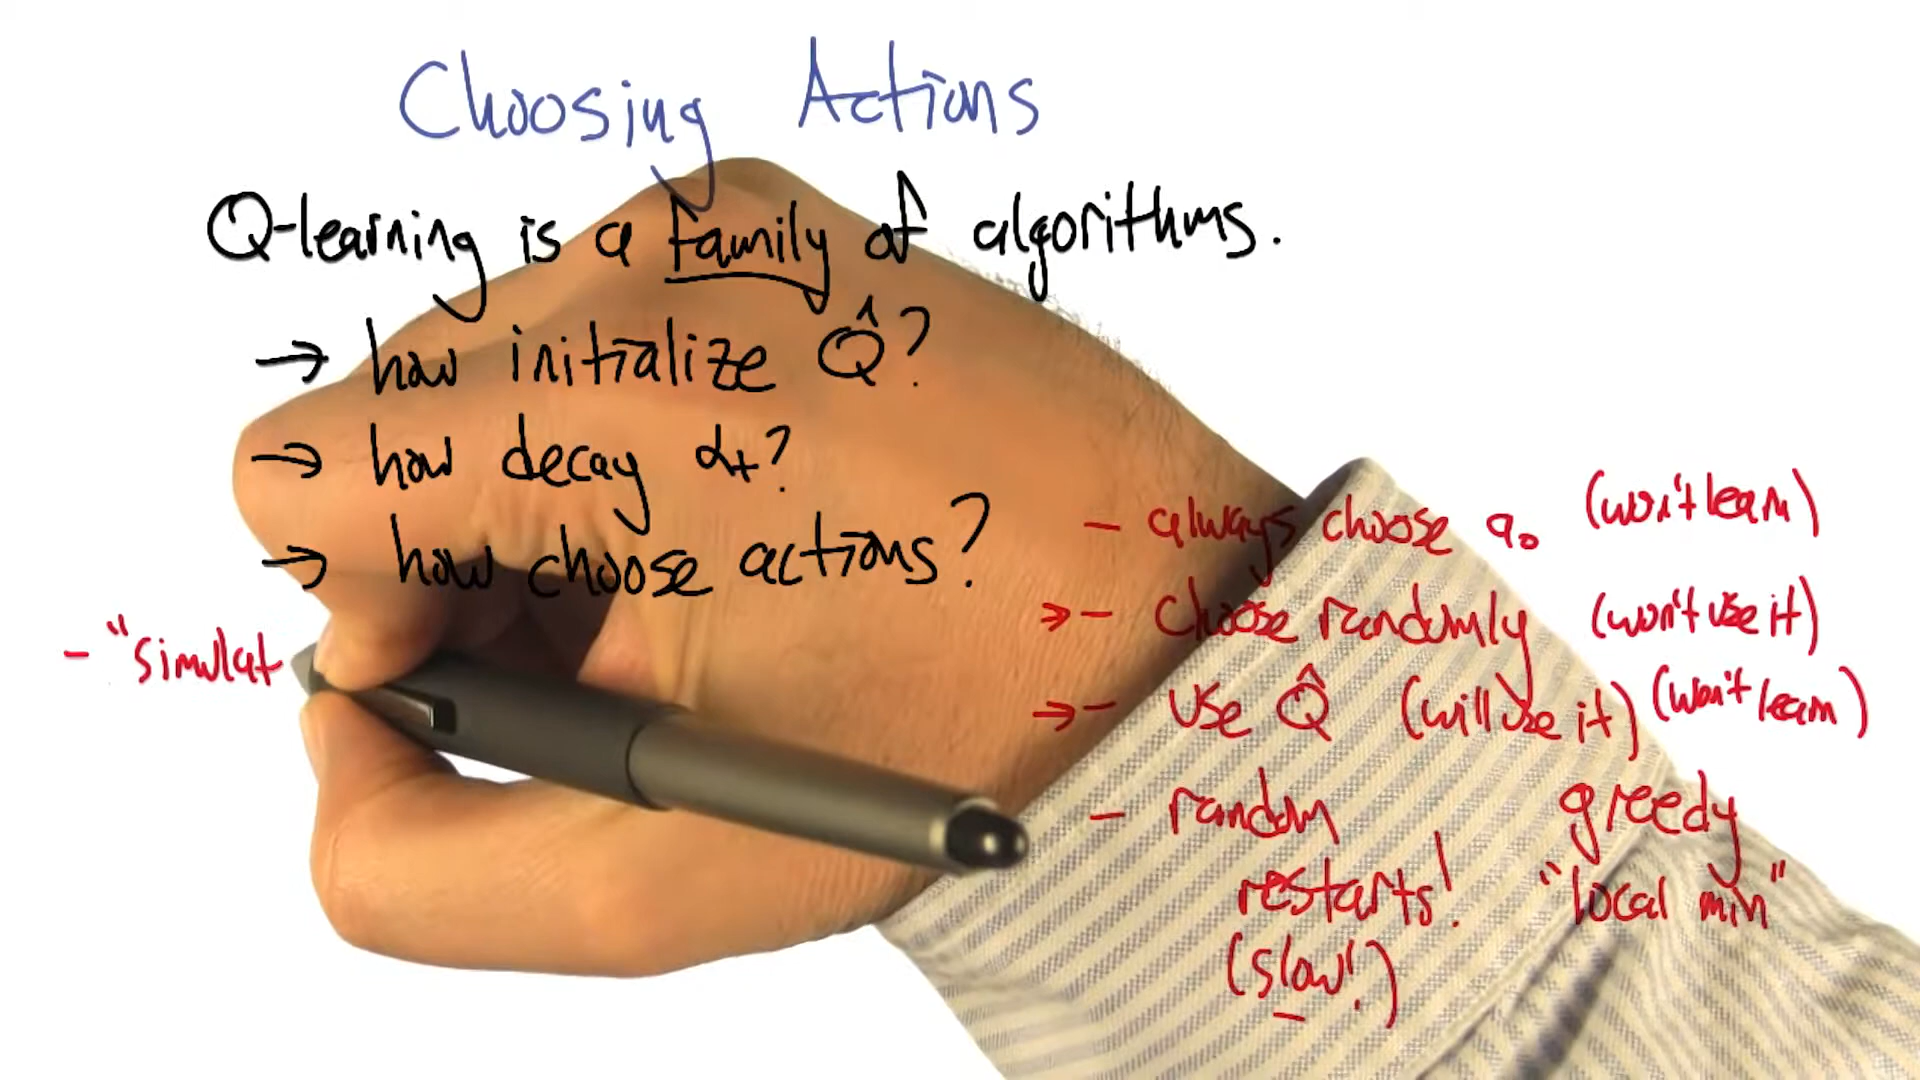 Choosing Actions
Q-learning is a family of algorithms.
→ how initialize Q̂?
→ how decay αt?
→ how choose actions?
- always choose a₀ (won't learn)
→ - choose randomly (won't use it)
→ - use Q̂ (will use it) (won't learn)
- random
restarts!
(slow!)
greedy
"local min"
- "simulat